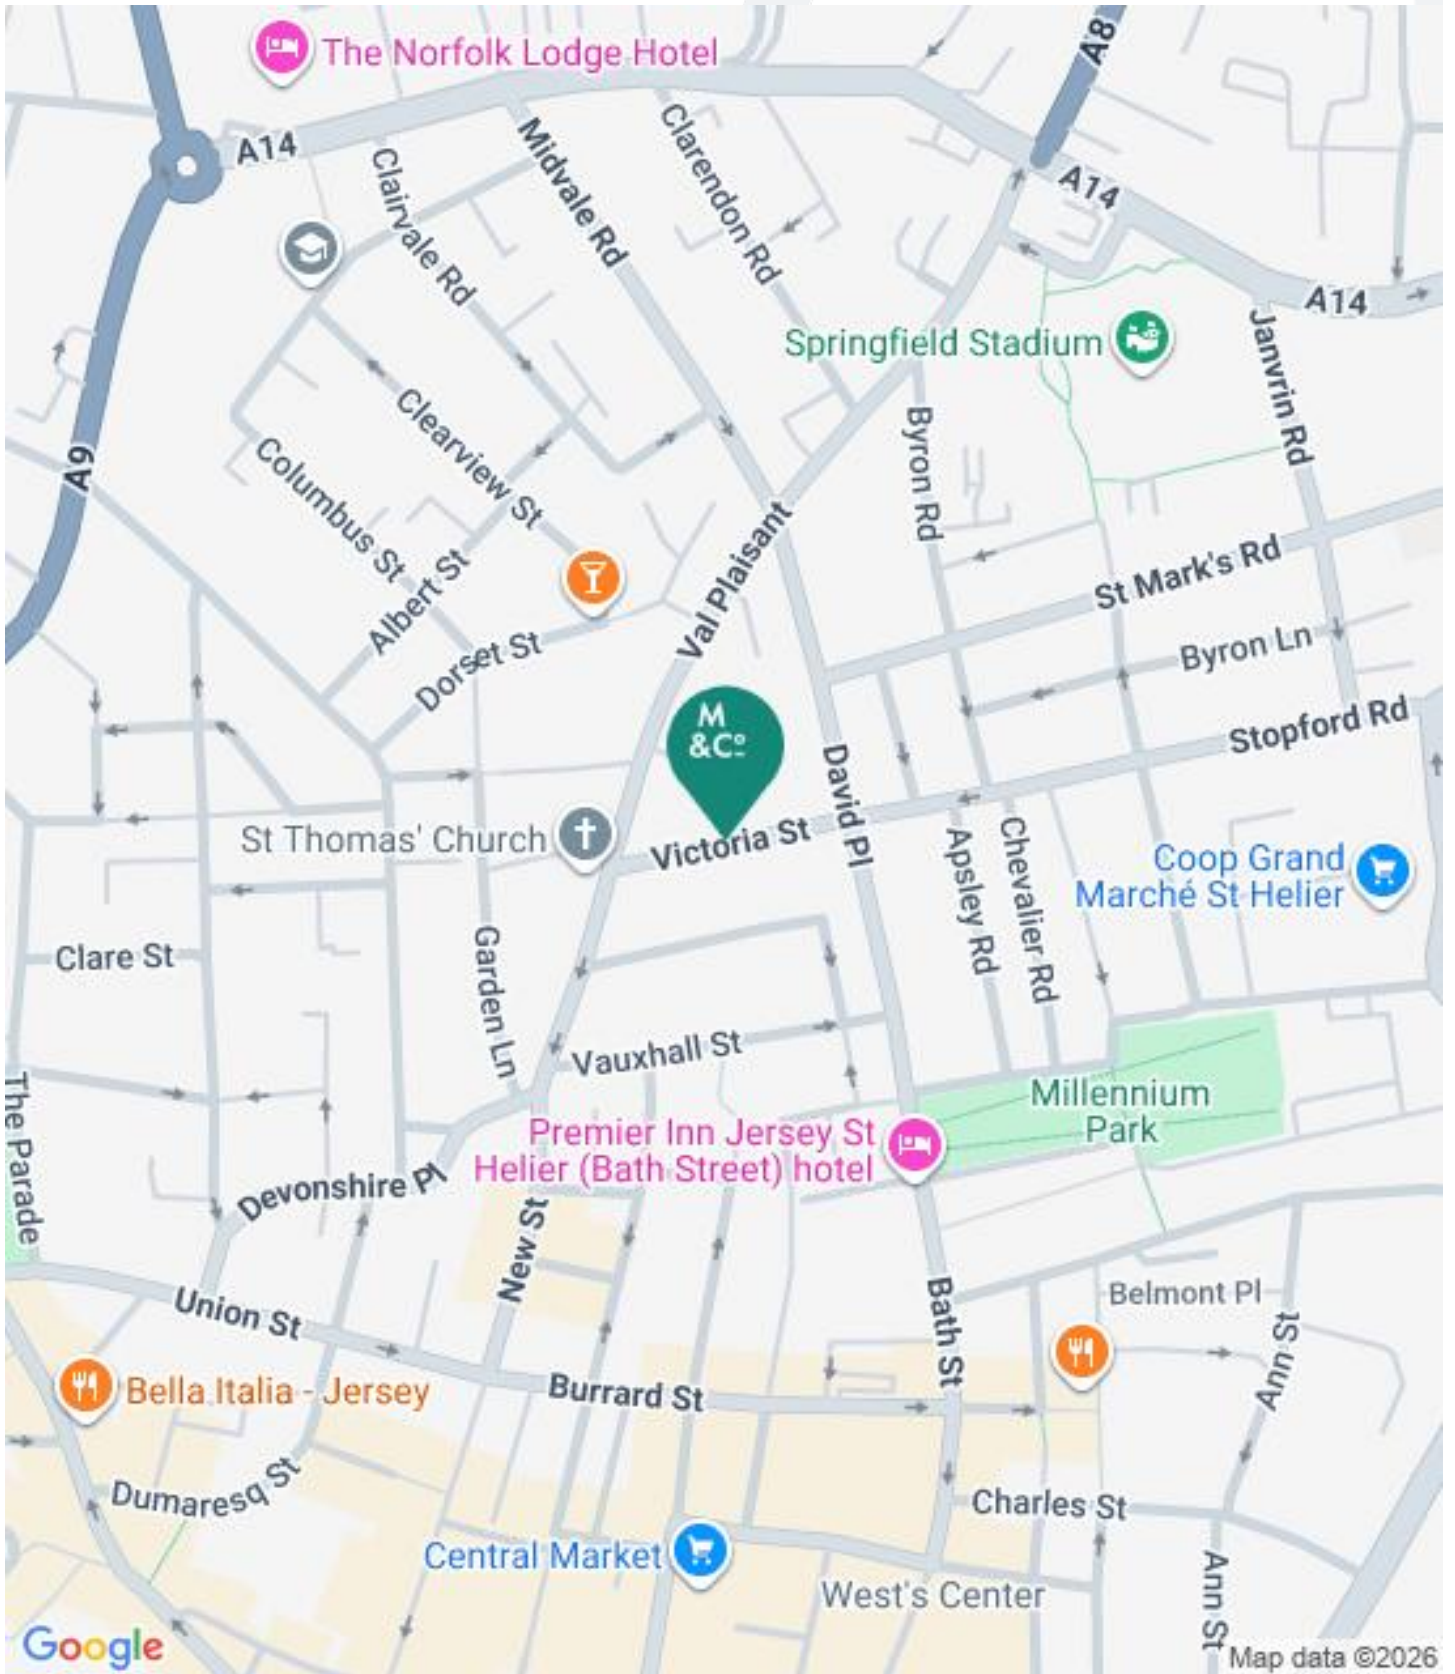 The Norfolk Lodge Hotel
A8
A14
Midvale Rd
Clarendon Rd
Clairvale Rd
A14
A14
Janvrin Rd
Springfield Stadium
A9
Clearview St
Columbus St
Byron Rd
Albert St
Val Plaisant
St Mark's Rd
Dorset St
Byron Ln
M
&Cº
Stopford Rd
David Pl
St Thomas' Church
Victoria St
Apsley Rd
Chevalier Rd
Coop Grand
Marché St Helier
Clare St
Garden Ln
Vauxhall St
The Parade
Millennium
Park
Premier Inn Jersey St
Helier (Bath Street) hotel
Devonshire Pl
New St
Union St
Bath St
Belmont Pl
Ann St
Bella Italia - Jersey
Burrard St
Dumaresq St
Charles St
Central Market
West's Center
Ann St
Google
Map data ©2026